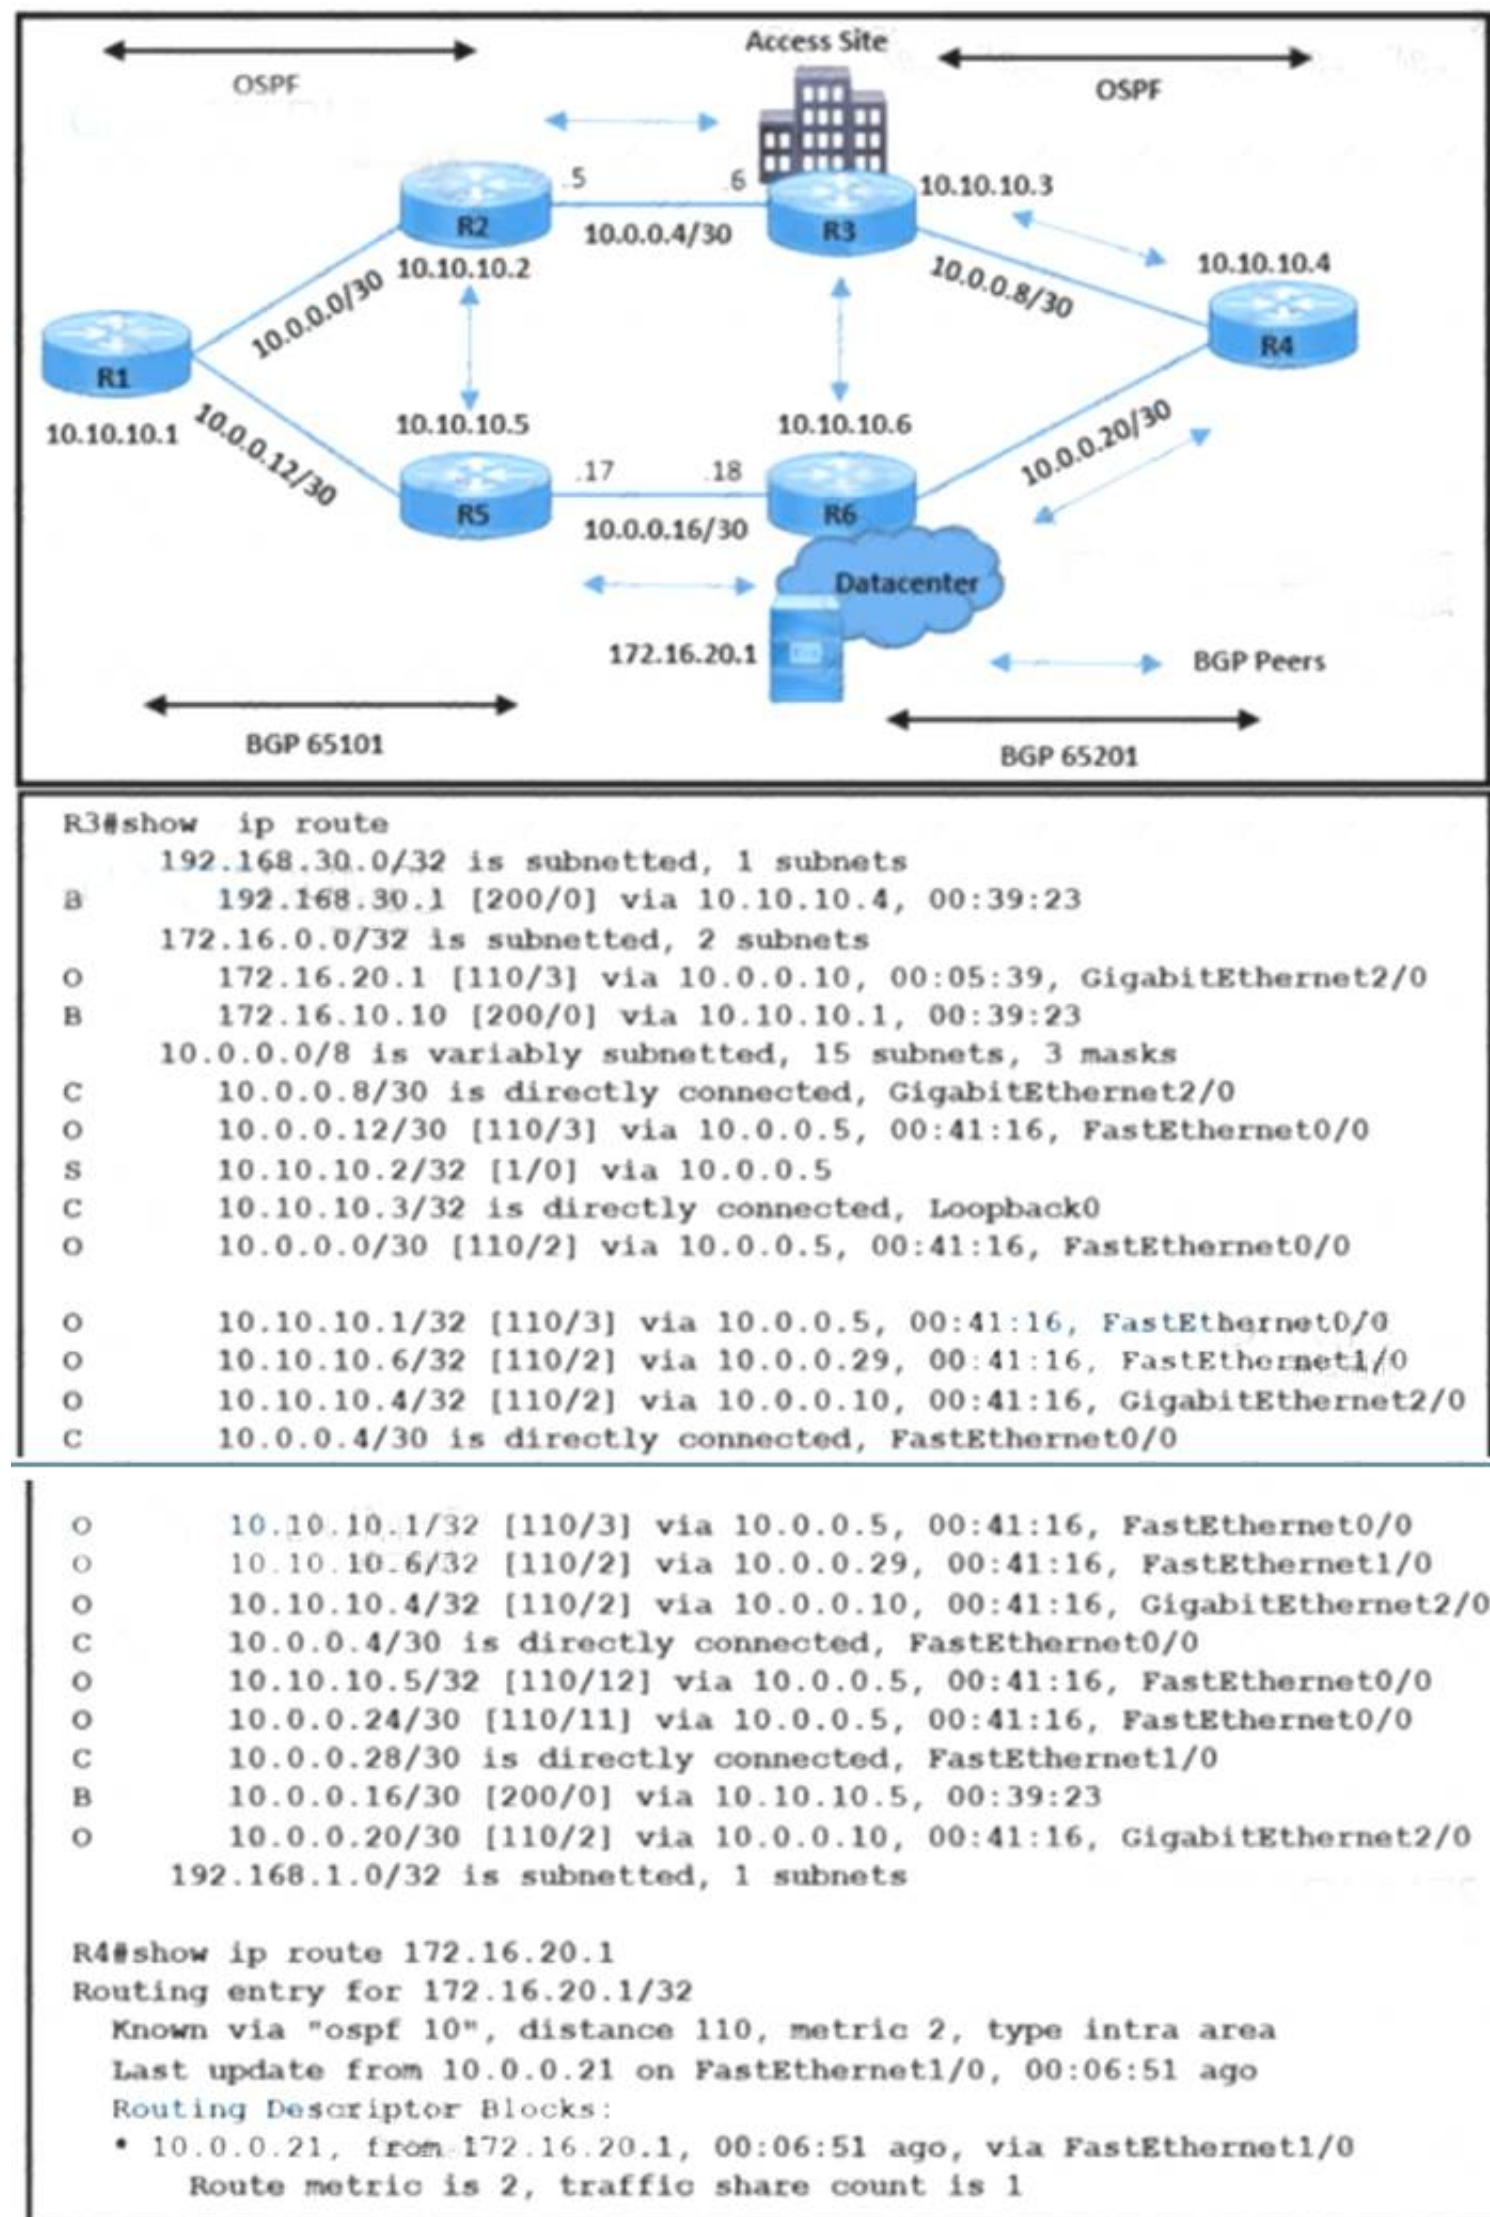 Access Site
OSPF
OSPF
.5
.6
10.10.10.3
R2
R3
10.0.0.4/30
10.10.10.2
10.10.10.4
10.0.0.0/30
10.0.0.8/30
R1
R4
10.10.10.1
10.0.0.12/30
10.10.10.5
10.10.10.6
10.0.0.20/30
.17
.18
R5
R6
10.0.0.16/30
Datacenter
172.16.20.1
BGP Peers
BGP 65101
BGP 65201
R3#show ip route
192.168.30.0/32 is subnetted, 1 subnets
B 192.168.30.1 [200/0] via 10.10.10.4, 00:39:23
172.16.0.0/32 is subnetted, 2 subnets
O 172.16.20.1 [110/3] via 10.0.0.10, 00:05:39, GigabitEthernet2/0
B 172.16.10.10 [200/0] via 10.10.10.1, 00:39:23
10.0.0.0/8 is variably subnetted, 15 subnets, 3 masks
C 10.0.0.8/30 is directly connected, GigabitEthernet2/0
O 10.0.0.12/30 [110/3] via 10.0.0.5, 00:41:16, FastEthernet0/0
S 10.10.10.2/32 [1/0] via 10.0.0.5
C 10.10.10.3/32 is directly connected, Loopback0
O 10.0.0.0/30 [110/2] via 10.0.0.5, 00:41:16, FastEthernet0/0
O 10.10.10.1/32 [110/3] via 10.0.0.5, 00:41:16, FastEthernet0/0
O 10.10.10.6/32 [110/2] via 10.0.0.29, 00:41:16, FastEthernet1/0
O 10.10.10.4/32 [110/2] via 10.0.0.10, 00:41:16, GigabitEthernet2/0
C 10.0.0.4/30 is directly connected, FastEthernet0/0
O 10.10.10.1/32 [110/3] via 10.0.0.5, 00:41:16, FastEthernet0/0
O 10.10.10.6/32 [110/2] via 10.0.0.29, 00:41:16, FastEthernet1/0
O 10.10.10.4/32 [110/2] via 10.0.0.10, 00:41:16, GigabitEthernet2/0
C 10.0.0.4/30 is directly connected, FastEthernet0/0
O 10.10.10.5/32 [110/12] via 10.0.0.5, 00:41:16, FastEthernet0/0
O 10.0.0.24/30 [110/11] via 10.0.0.5, 00:41:16, FastEthernet0/0
C 10.0.0.28/30 is directly connected, FastEthernet1/0
B 10.0.0.16/30 [200/0] via 10.10.10.5, 00:39:23
O 10.0.0.20/30 [110/2] via 10.0.0.10, 00:41:16, GigabitEthernet2/0
192.168.1.0/32 is subnetted, 1 subnets
R4#show ip route 172.16.20.1
Routing entry for 172.16.20.1/32
Known via "ospf 10", distance 110, metric 2, type intra area
Last update from 10.0.0.21 on FastEthernet1/0, 00:06:51 ago
Routing Descriptor Blocks:
* 10.0.0.21, from 172.16.20.1, 00:06:51 ago, via FastEthernet1/0
Route metric is 2, traffic share count is 1